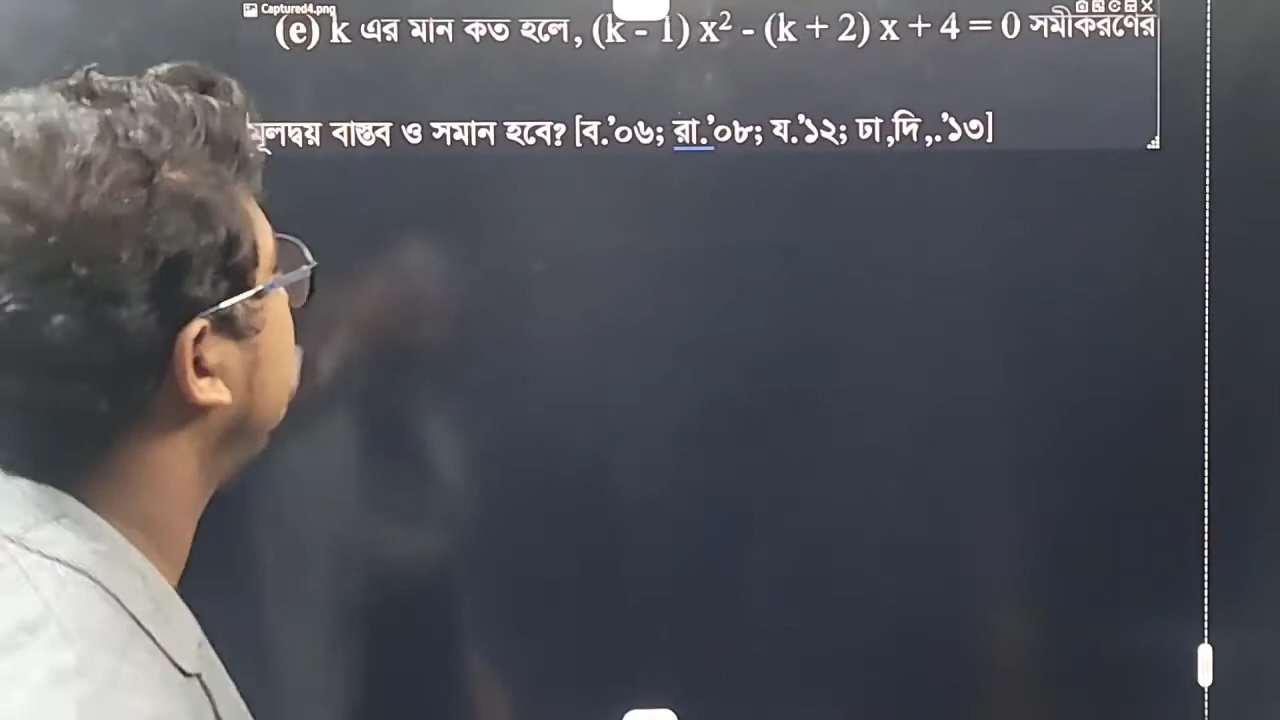 Captured4.png
(e) k এর মান কত হলে, (k - 1) x² - (k + 2) x + 4 = 0 সমীকরণের
মূলদ্বয় বাস্তব ও সমান হবে? [ব.'০৬; রা.'০৮; য.'১২; ঢা,দি,.'১৩]